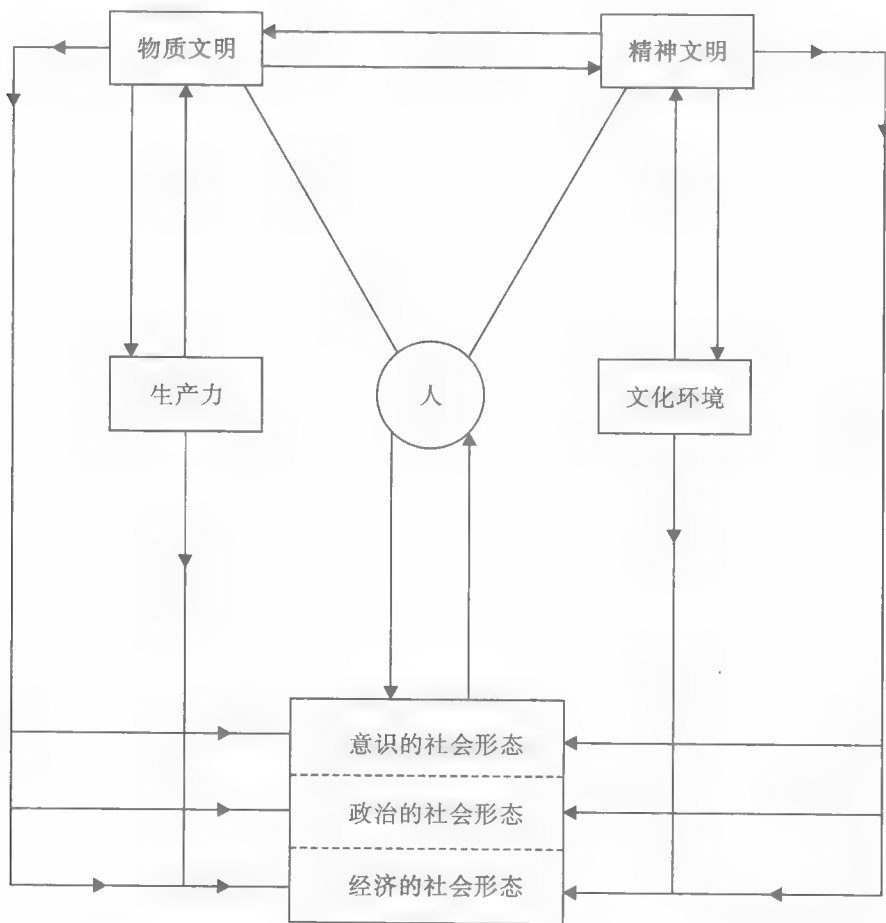 物质文明
精神文明
生产力
人
文化环境
意识的社会形态
政治的社会形态
经济的社会形态